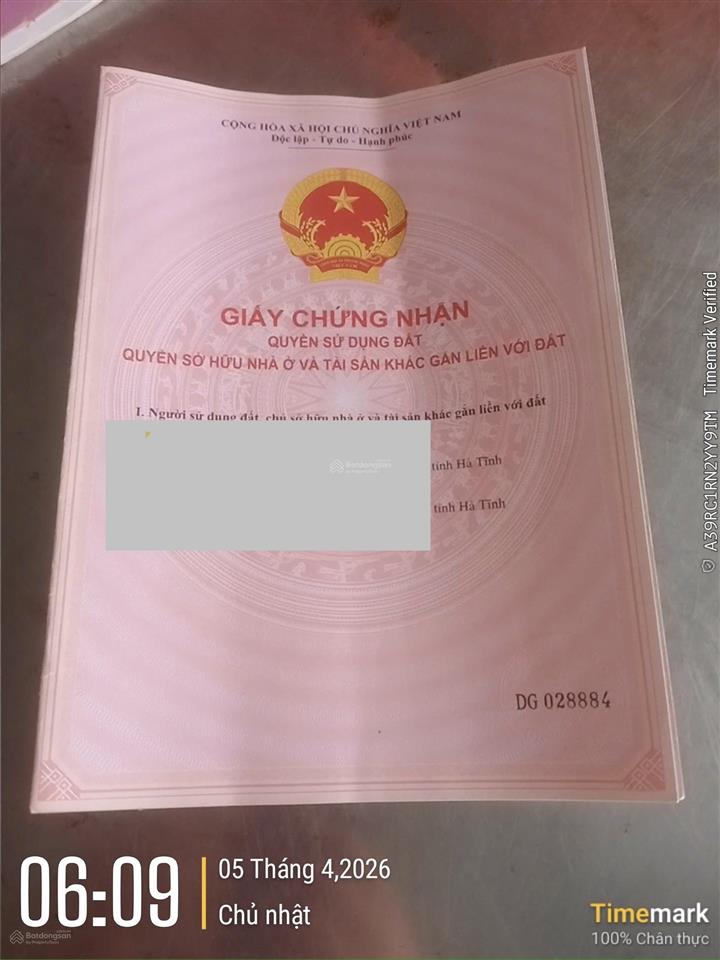 CỘNG HÒA XÃ HỘI CHỦ NGHĨA VIỆT NAM
Độc lập - Tự do - Hạnh phúc
GIẤY CHỨNG NHẬN
QUYỀN SỬ DỤNG ĐẤT
QUYỀN SỞ HỮU NHÀ Ở VÀ TÀI SẢN KHÁC GẮN LIỀN VỚI ĐẤT
I. Người sử dụng đất, chủ sở hữu nhà ở và tài sản khác gắn liền với đất
Batdongsan
tỉnh Hà Tĩnh
tỉnh Hà Tĩnh
DG 028884
06:09
05 Tháng 4,2026
Chủ nhật
Batdongsan
by PropertyGuru
Timemark
100% Chân thực
A39RC1RN2YY9TM Timemark Verified